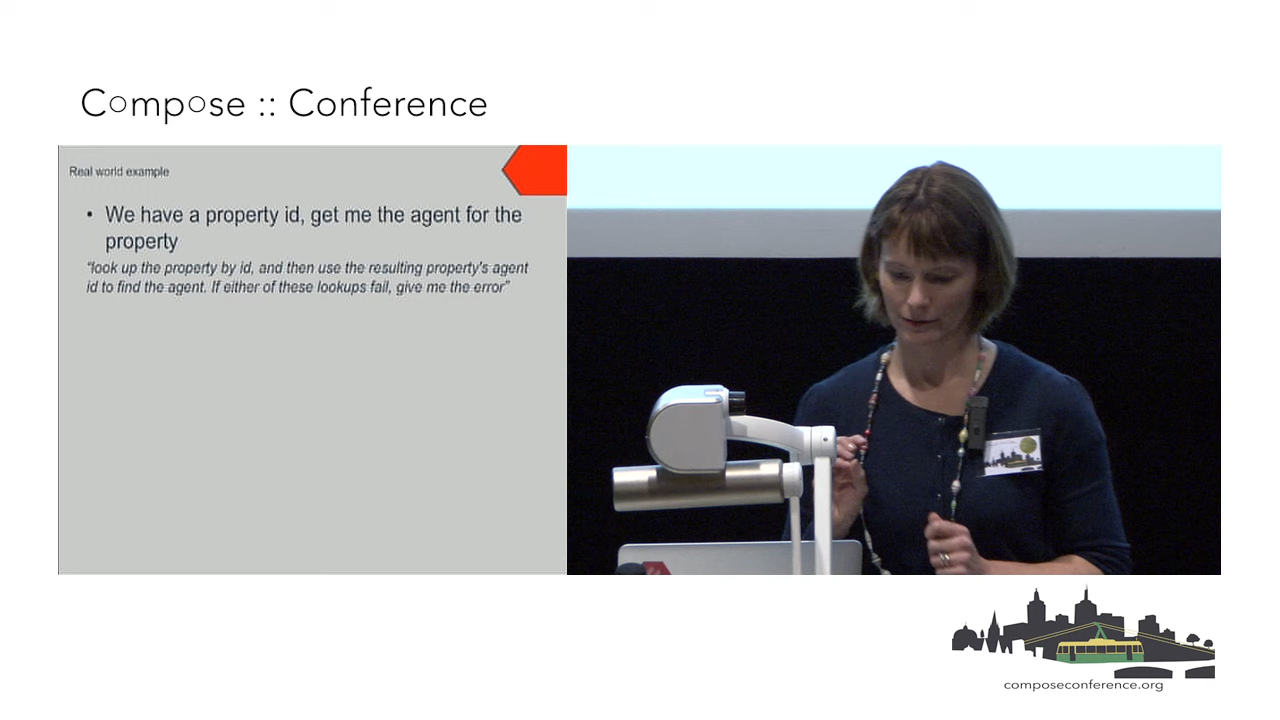 Compose :: Conference
Real world example
• We have a property id, get me the agent for the
property
“look up the property by id, and then use the resulting property's agent
id to find the agent. If either of these lookups fail, give me the error”
composeconference.org